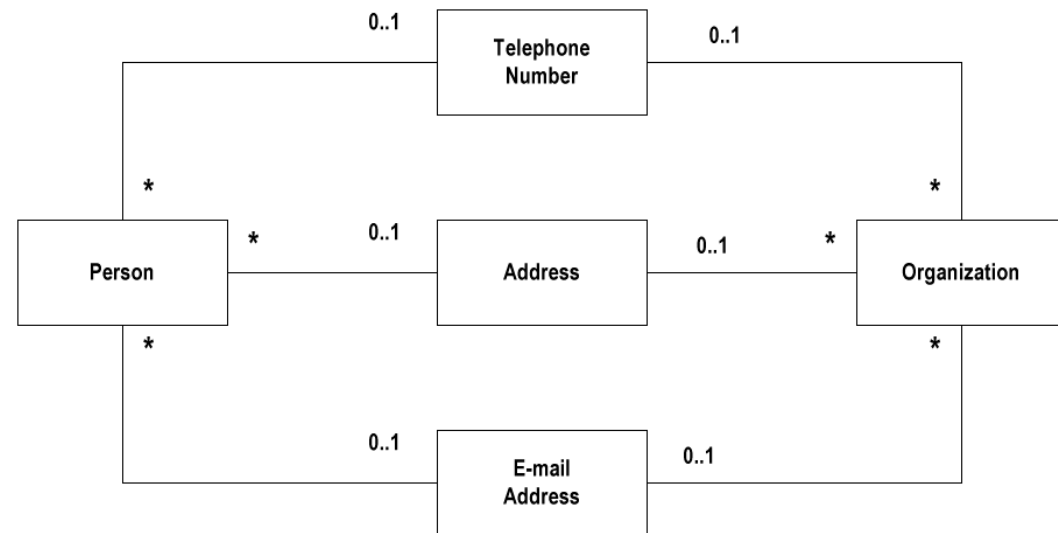 0..1
0..1
Telephone
Number
*
*
*
0..1
0..1
*
Person
Address
Organization
*
*
0..1
0..1
E-mail
Address